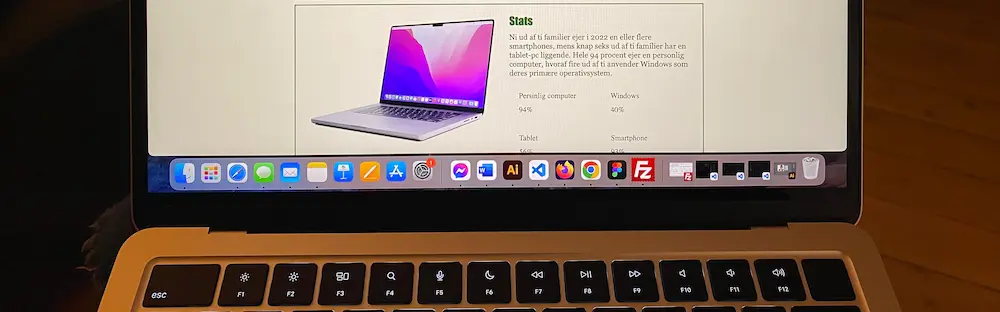 Stats
Ni ud af ti familier ejer i 2022 en eller flere
smartphones, mens knap seks ud af ti familier har en
tablet-pc liggende. Hele 94 procent ejer en personlig
computer, hvoraf fire ud af ti anvender Windows som
deres primære operativsystem.
Personlig computer Windows
94% 40%
Tablet Smartphone
56% 93%
1 W Ai Fz
esc F1 F2 F3 F4 F5 F6 F7 F8 F9 F10 F11 F12